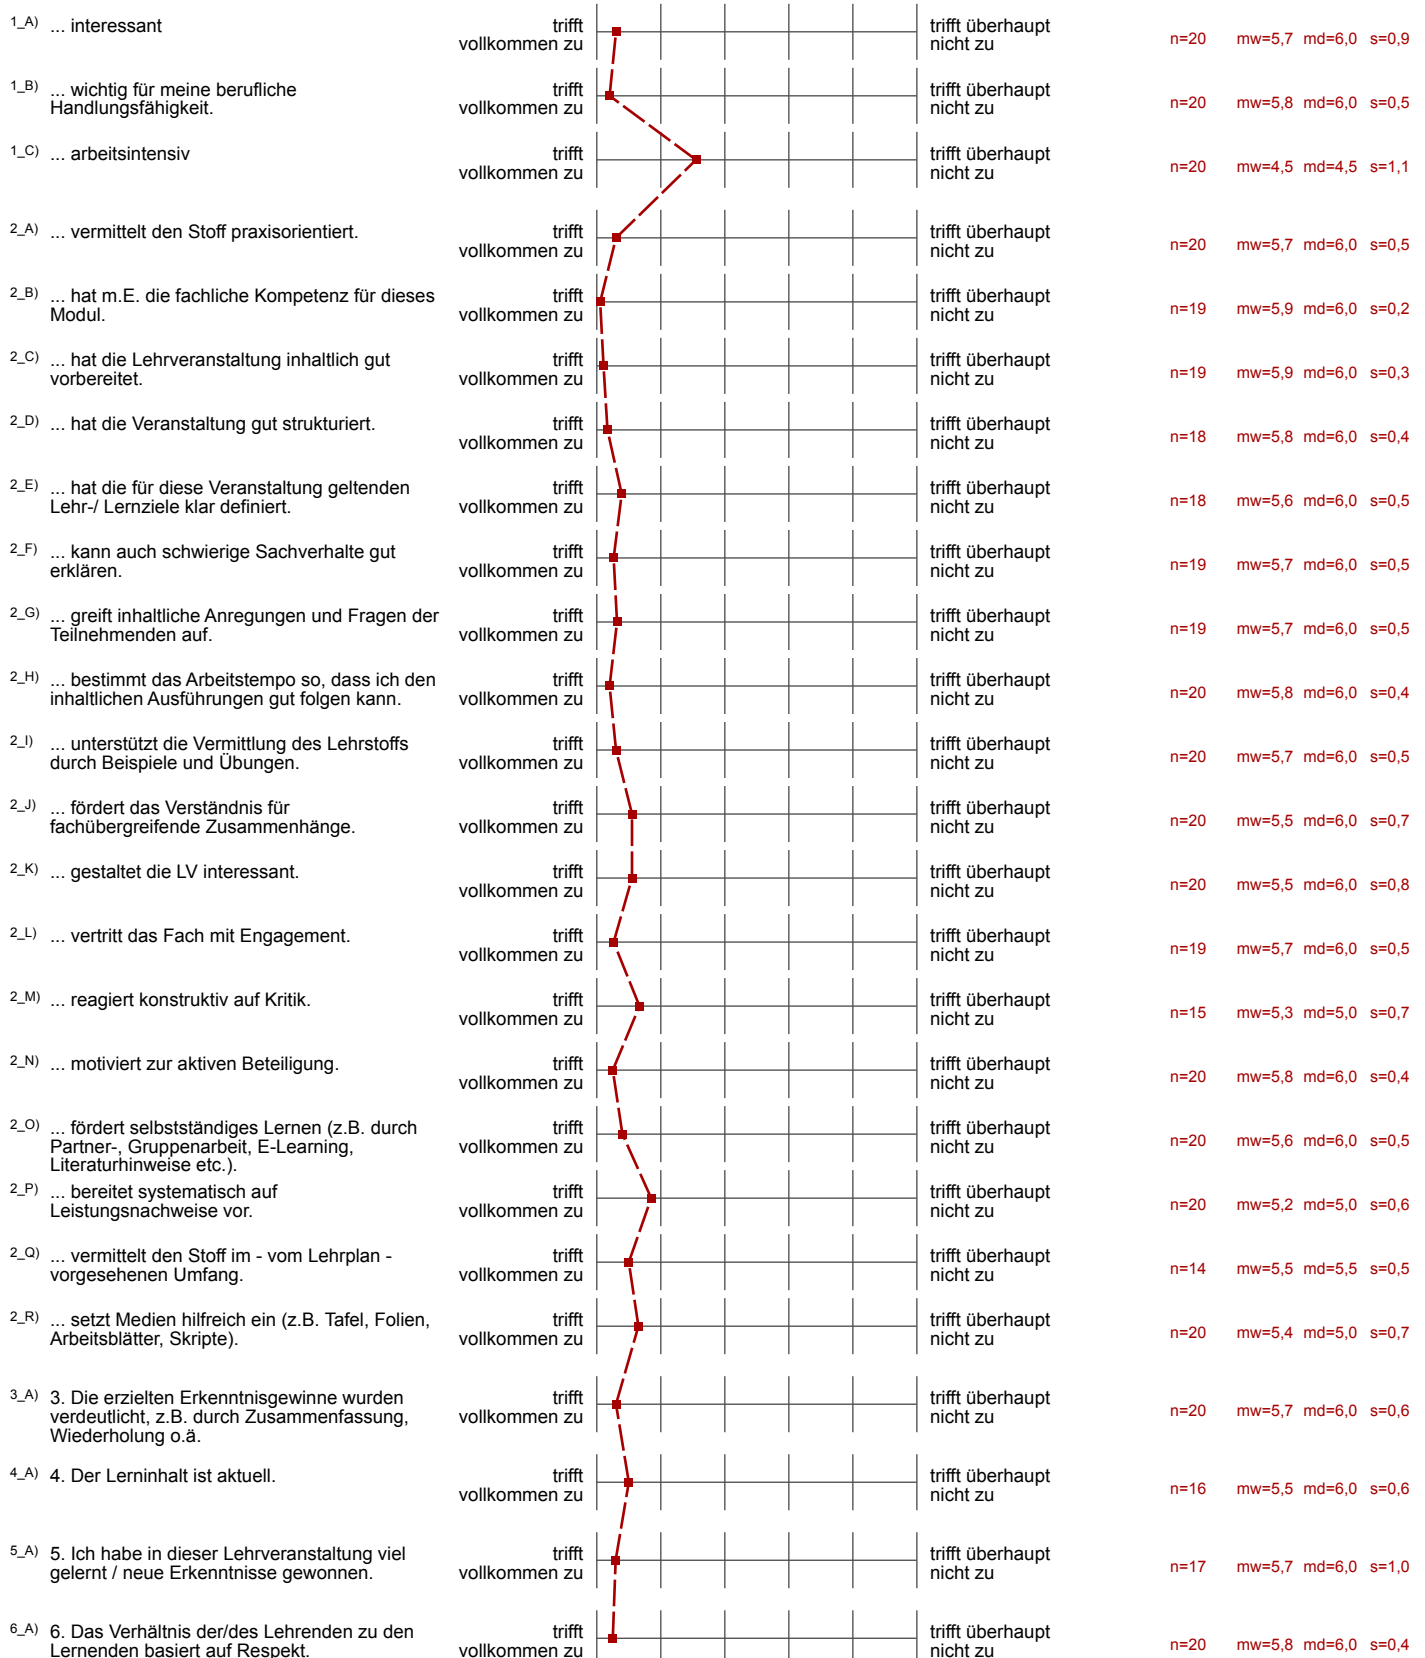 1_A) ... interessant trifft vollkommen zu trifft überhaupt nicht zu n=20 mw=5,7 md=6,0 s=0,9
1_B) ... wichtig für meine berufliche Handlungsfähigkeit. trifft vollkommen zu trifft überhaupt nicht zu n=20 mw=5,8 md=6,0 s=0,5
1_C) ... arbeitsintensiv trifft vollkommen zu trifft überhaupt nicht zu n=20 mw=4,5 md=4,5 s=1,1
2_A) ... vermittelt den Stoff praxisorientiert. trifft vollkommen zu trifft überhaupt nicht zu n=20 mw=5,7 md=6,0 s=0,5
2_B) ... hat m.E. die fachliche Kompetenz für dieses Modul. trifft vollkommen zu trifft überhaupt nicht zu n=19 mw=5,9 md=6,0 s=0,2
2_C) ... hat die Lehrveranstaltung inhaltlich gut vorbereitet. trifft vollkommen zu trifft überhaupt nicht zu n=19 mw=5,9 md=6,0 s=0,3
2_D) ... hat die Veranstaltung gut strukturiert. trifft vollkommen zu trifft überhaupt nicht zu n=18 mw=5,8 md=6,0 s=0,4
2_E) ... hat die für diese Veranstaltung geltenden Lehr-/ Lernziele klar definiert. trifft vollkommen zu trifft überhaupt nicht zu n=18 mw=5,6 md=6,0 s=0,5
2_F) ... kann auch schwierige Sachverhalte gut erklären. trifft vollkommen zu trifft überhaupt nicht zu n=19 mw=5,7 md=6,0 s=0,5
2_G) ... greift inhaltliche Anregungen und Fragen der Teilnehmenden auf. trifft vollkommen zu trifft überhaupt nicht zu n=19 mw=5,7 md=6,0 s=0,5
2_H) ... bestimmt das Arbeitstempo so, dass ich den inhaltlichen Ausführungen gut folgen kann. trifft vollkommen zu trifft überhaupt nicht zu n=20 mw=5,8 md=6,0 s=0,4
2_I) ... unterstützt die Vermittlung des Lehrstoffs durch Beispiele und Übungen. trifft vollkommen zu trifft überhaupt nicht zu n=20 mw=5,7 md=6,0 s=0,5
2_J) ... fördert das Verständnis für fachübergreifende Zusammenhänge. trifft vollkommen zu trifft überhaupt nicht zu n=20 mw=5,5 md=6,0 s=0,7
2_K) ... gestaltet die LV interessant. trifft vollkommen zu trifft überhaupt nicht zu n=20 mw=5,5 md=6,0 s=0,8
2_L) ... vertritt das Fach mit Engagement. trifft vollkommen zu trifft überhaupt nicht zu n=19 mw=5,7 md=6,0 s=0,5
2_M) ... reagiert konstruktiv auf Kritik. trifft vollkommen zu trifft überhaupt nicht zu n=15 mw=5,3 md=5,0 s=0,7
2_N) ... motiviert zur aktiven Beteiligung. trifft vollkommen zu trifft überhaupt nicht zu n=20 mw=5,8 md=6,0 s=0,4
2_O) ... fördert selbstständiges Lernen (z.B. durch Partner-, Gruppenarbeit, E-Learning, Literaturhinweise etc.). trifft vollkommen zu trifft überhaupt nicht zu n=20 mw=5,6 md=6,0 s=0,5
2_P) ... bereitet systematisch auf Leistungsnachweise vor. trifft vollkommen zu trifft überhaupt nicht zu n=20 mw=5,2 md=5,0 s=0,6
2_Q) ... vermittelt den Stoff im - vom Lehrplan - vorgesehenen Umfang. trifft vollkommen zu trifft überhaupt nicht zu n=14 mw=5,5 md=5,5 s=0,5
2_R) ... setzt Medien hilfreich ein (z.B. Tafel, Folien, Arbeitsblätter, Skripte). trifft vollkommen zu trifft überhaupt nicht zu n=20 mw=5,4 md=5,0 s=0,7
3_A) 3. Die erzielten Erkenntnisgewinne wurden verdeutlicht, z.B. durch Zusammenfassung, Wiederholung o.ä. trifft vollkommen zu trifft überhaupt nicht zu n=20 mw=5,7 md=6,0 s=0,6
4_A) 4. Der Lerninhalt ist aktuell. trifft vollkommen zu trifft überhaupt nicht zu n=16 mw=5,5 md=6,0 s=0,6
5_A) 5. Ich habe in dieser Lehrveranstaltung viel gelernt / neue Erkenntnisse gewonnen. trifft vollkommen zu trifft überhaupt nicht zu n=17 mw=5,7 md=6,0 s=1,0
6_A) 6. Das Verhältnis der/des Lehrenden zu den Lernenden basiert auf Respekt. trifft vollkommen zu trifft überhaupt nicht zu n=20 mw=5,8 md=6,0 s=0,4